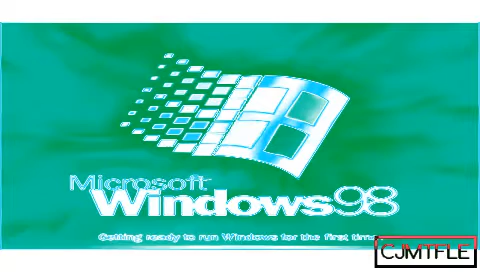 Microsoft
Windows98
Getting ready to run Windows for the first time.
CJMTFLE